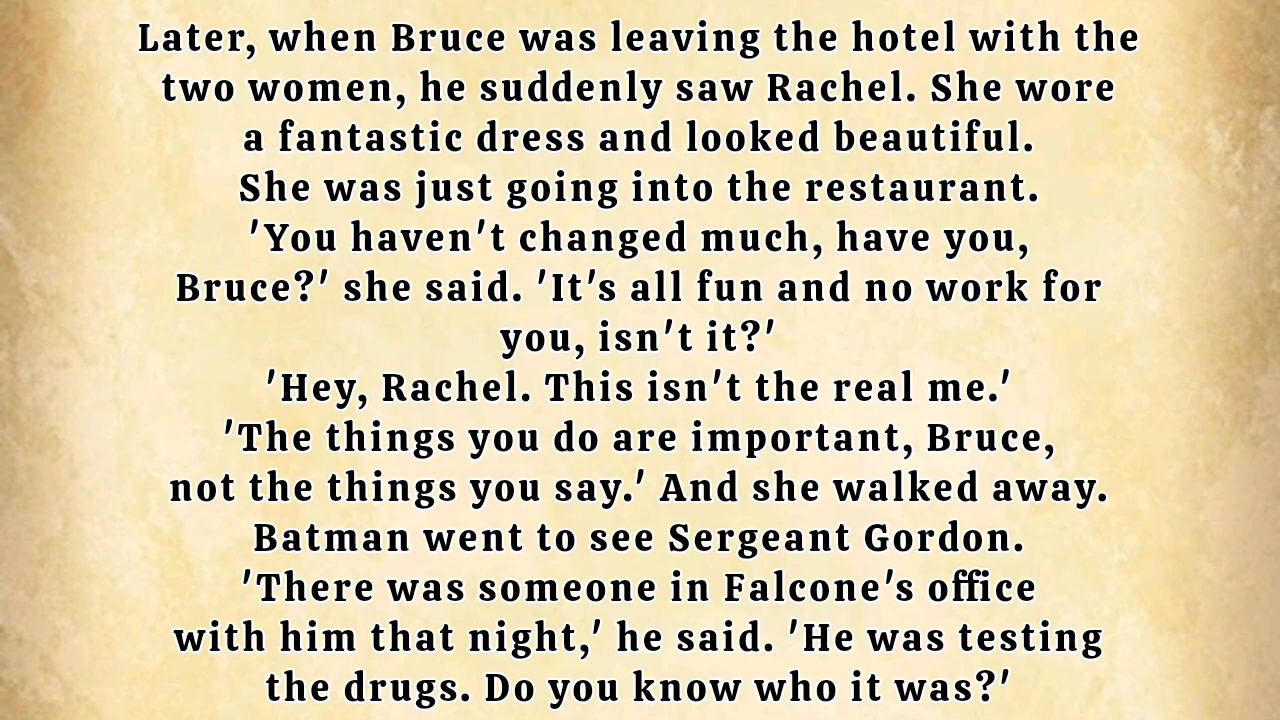 Later, when Bruce was leaving the hotel with the
two women, he suddenly saw Rachel. She wore
a fantastic dress and looked beautiful.
She was just going into the restaurant.
'You haven't changed much, have you,
Bruce?' she said. 'It's all fun and no work for
you, isn't it?'
'Hey, Rachel. This isn't the real me.'
'The things you do are important, Bruce,
not the things you say.' And she walked away.
Batman went to see Sergeant Gordon.
'There was someone in Falcone's office
with him that night,' he said. 'He was testing
the drugs. Do you know who it was?'